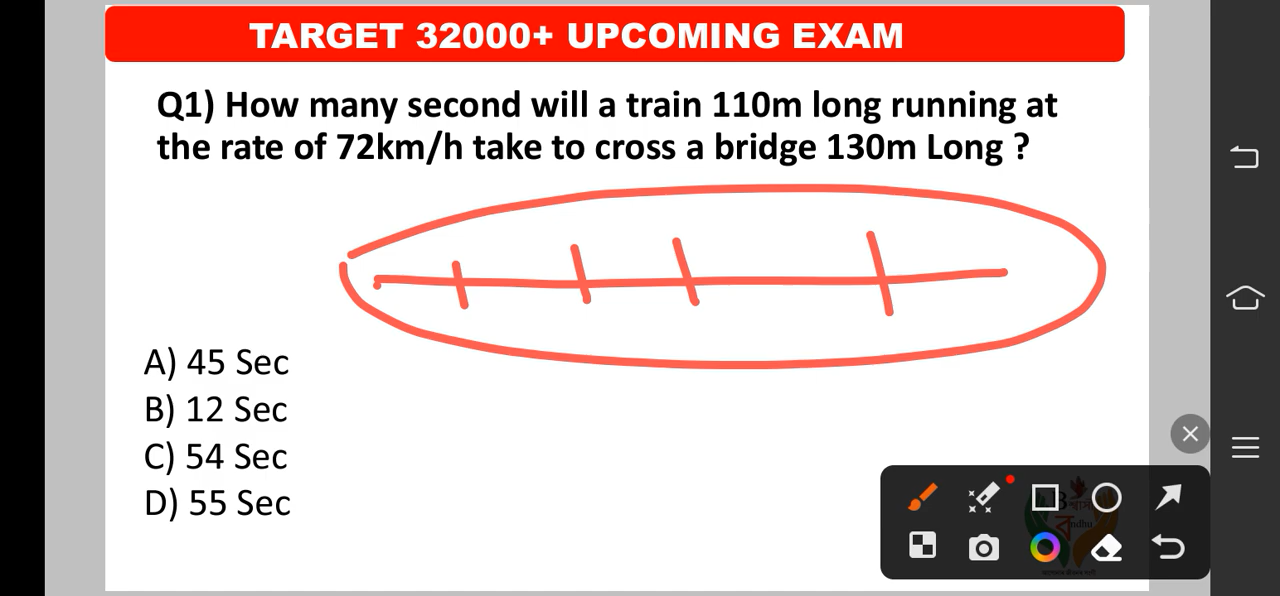 TARGET 32000+ UPCOMING EXAM
Q1) How many second will a train 110m long running at
the rate of 72km/h take to cross a bridge 130m Long ?
A) 45 Sec
B) 12 Sec
C) 54 Sec
D) 55 Sec